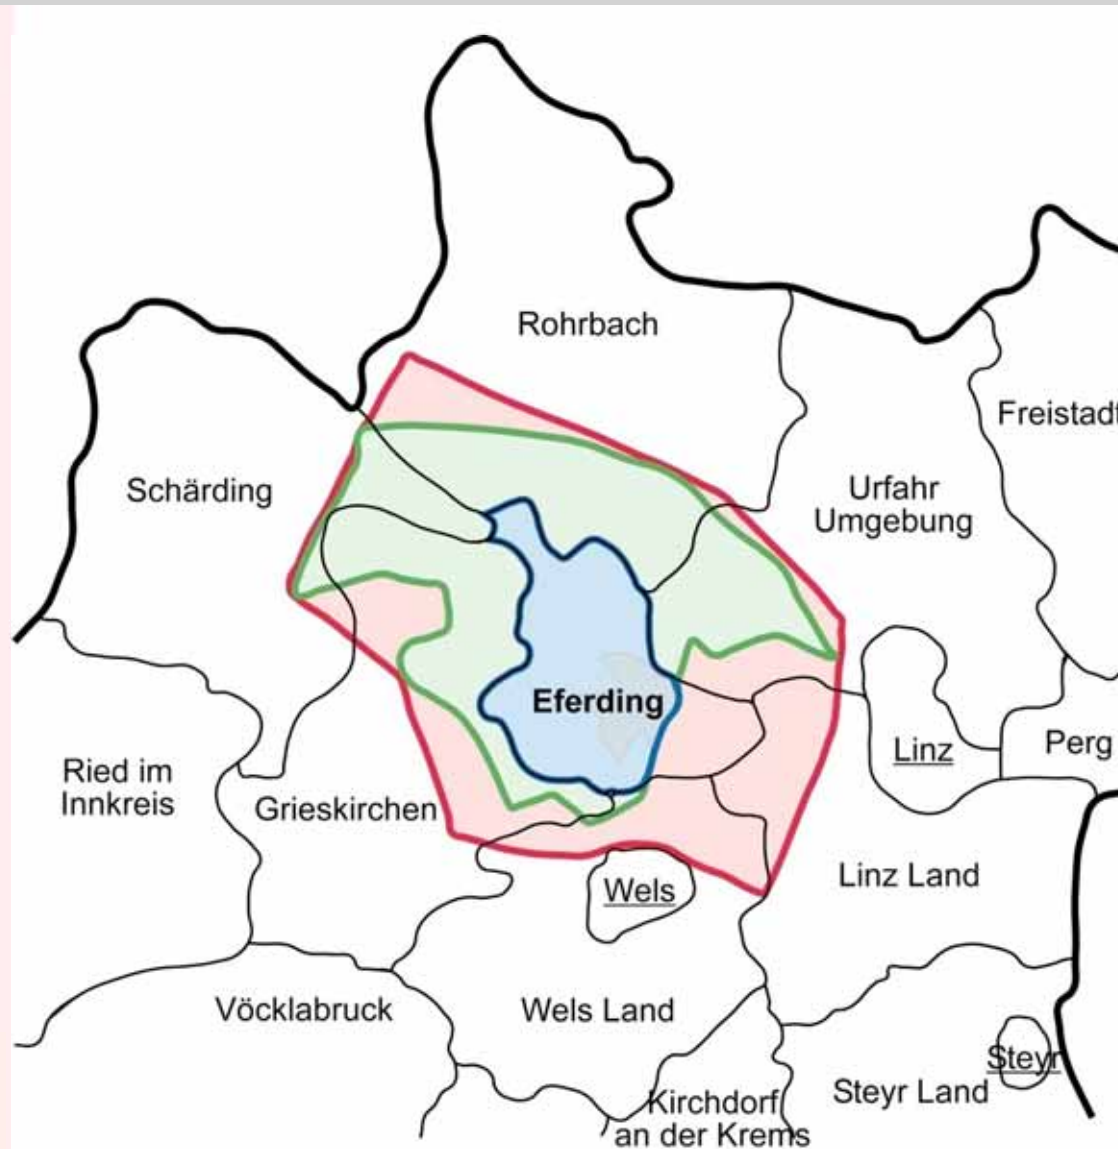 Rohrbach
Freistadt
Schärding
Urfahr
Umgebung
Eferding
Linz
Perg
Ried im
Innkreis
Grieskirchen
Linz Land
Wels
Vöcklabruck
Wels Land
Steyr
Steyr Land
Kirchdorf
an der Krems